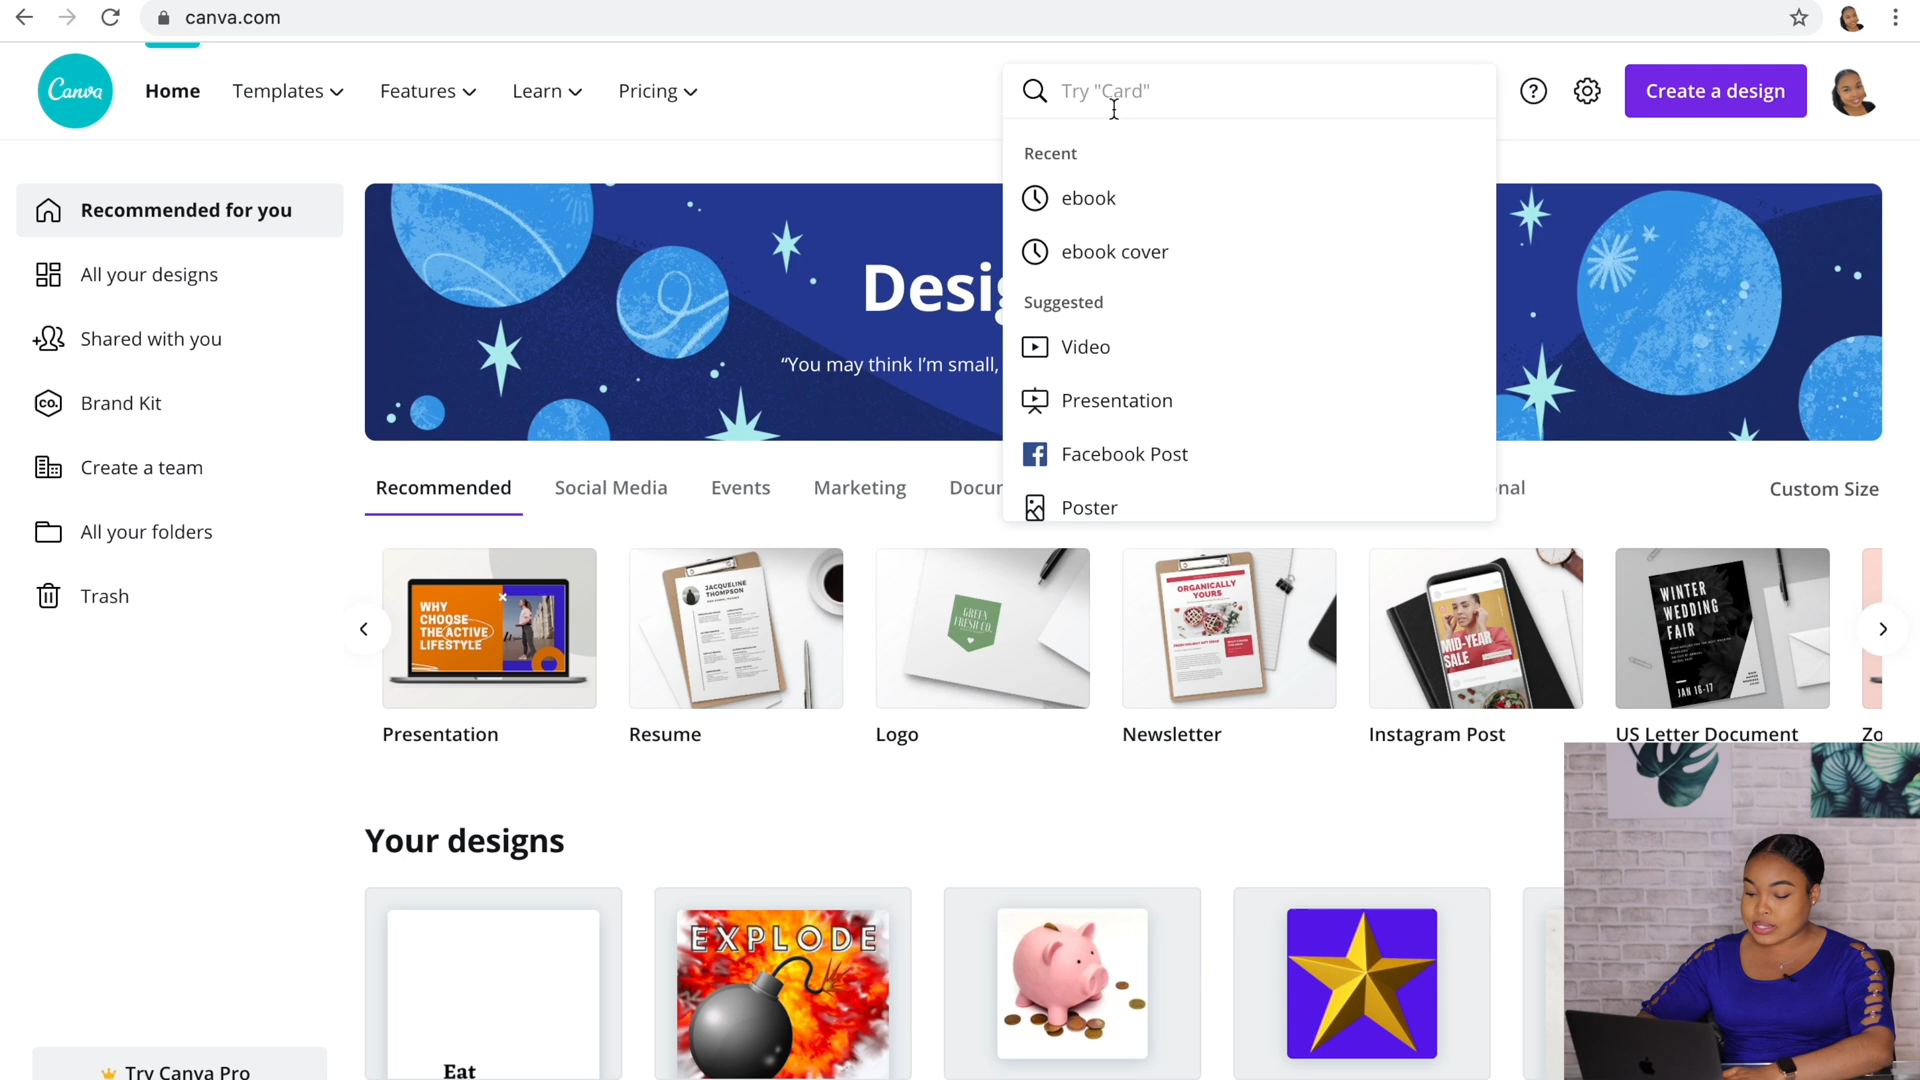 canva.com
Canva
Home
Templates
Features
Learn
Pricing
Try "Card"
Create a design
Recent
ebook
ebook cover
Suggested
Video
Presentation
Facebook Post
Poster
Recommended for you
All your designs
Shared with you
CO.
Brand Kit
Create a team
All your folders
Trash
Try Canva Pro
Desig
“You may think I’m small,
Recommended
Social Media
Events
Marketing
Docu
nal
Custom Size
WHY
CHOOSE
THE ACTIVE
LIFESTYLE
JACQUELINE
THOMPSON
GREEN
FRESH CO.
ORGANICALLY
YOURS
MID-YEAR
SALE
WINTER
WEDDING
FAIR
JAN 16-17
Presentation
Resume
Logo
Newsletter
Instagram Post
US Letter Document
Zo
Your designs
Eat
EXPLODE